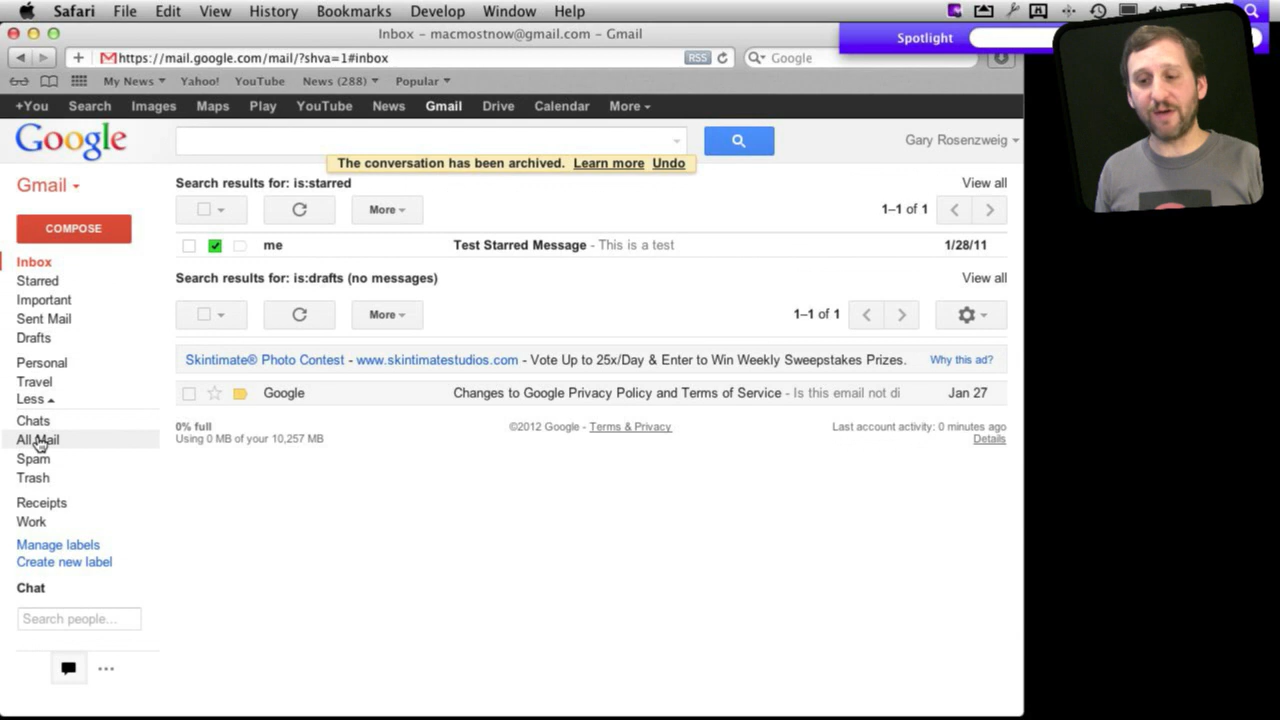 Safari File Edit View History Bookmarks Develop Window Help
Inbox – macmostnow@gmail.com – Gmail
Spotlight
https://mail.google.com/mail/?shva=1#inbox RSS Google
My News Yahoo! YouTube News (288) Popular
+You Search Images Maps Play YouTube News Gmail Drive Calendar More
Google Gary Rosenzweig
The conversation has been archived. Learn more Undo
Gmail
Search results for: is:starred View all
More 1–1 of 1
COMPOSE
me Test Starred Message - This is a test 1/28/11
Inbox
Starred
Important
Sent Mail
Drafts
Personal
Travel
Less
Chats
All Mail
Spam
Trash
Receipts
Work
Manage labels
Create new label
Chat
Search people...
Search results for: is:drafts (no messages) View all
More 1–1 of 1
Skintimate® Photo Contest - www.skintimatestudios.com - Vote Up to 25x/Day & Enter to Win Weekly Sweepstakes Prizes. Why this ad?
Google Changes to Google Privacy Policy and Terms of Service - Is this email not di Jan 27
0% full ©2012 Google - Terms & Privacy Last account activity: 0 minutes ago
Using 0 MB of your 10,257 MB Details